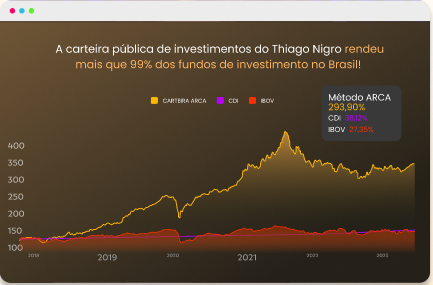 A carteira pública de investimentos do Thiago Nigro rendeu
mais que 99% dos fundos de investimento no Brasil!
CARTEIRA ARCA CDI IBOV
Método ARCA
293,90%
CDI 38,12%
IBOV 27,35%
400
350
300
250
200
150
100
2018 2019 2020 2021 2022 2023